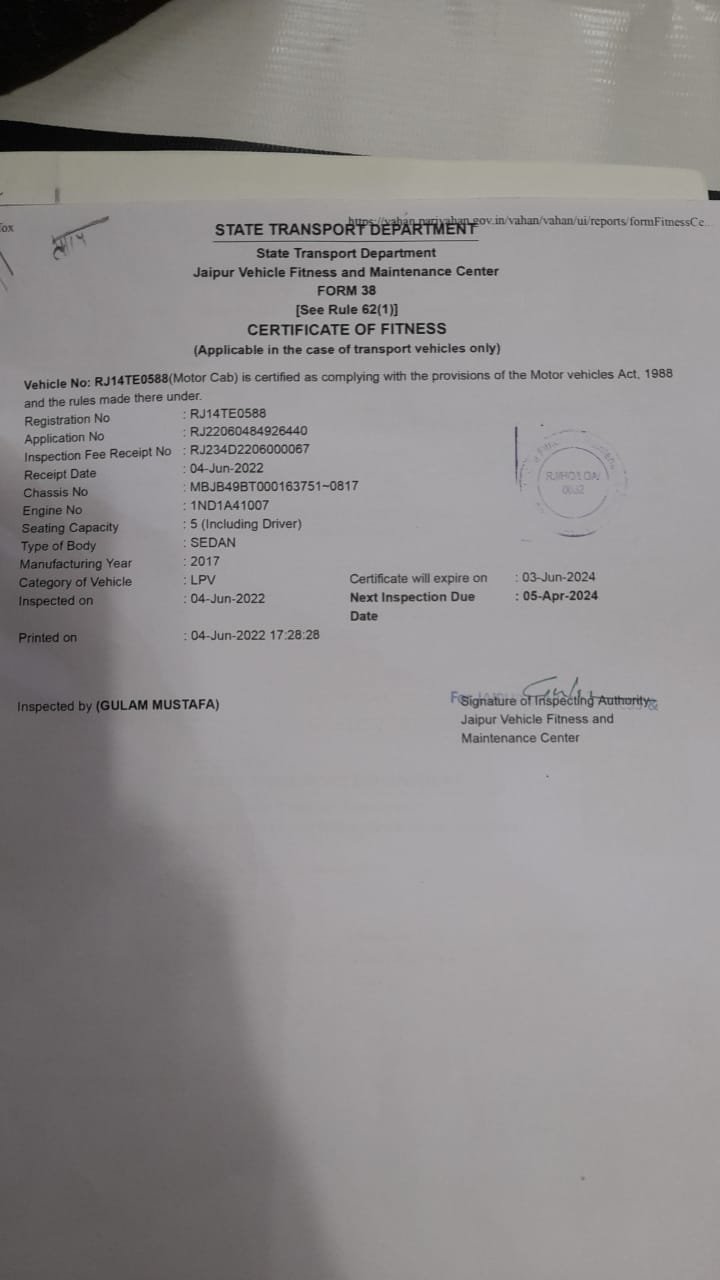 ox
https://vahan.parivahan.gov.in/vahan/vahan/ui/reports/formFitnessCe...
STATE TRANSPORT DEPARTMENT
State Transport Department
Jaipur Vehicle Fitness and Maintenance Center
FORM 38
[See Rule 62(1)]
CERTIFICATE OF FITNESS
(Applicable in the case of transport vehicles only)
Vehicle No: RJ14TE0588(Motor Cab) is certified as complying with the provisions of the Motor vehicles Act, 1988
and the rules made there under.
Registration No : RJ14TE0588
Application No : RJ22060484926440
Inspection Fee Receipt No : RJ234D2206000067
Receipt Date : 04-Jun-2022
Chassis No : MBJB49BT000163751~0817
Engine No : 1ND1A41007
Seating Capacity : 5 (Including Driver)
Type of Body : SEDAN
Manufacturing Year : 2017
Category of Vehicle : LPV Certificate will expire on : 03-Jun-2024
Inspected on : 04-Jun-2022 Next Inspection Due : 05-Apr-2024
Date
Printed on : 04-Jun-2022 17:28:28
Inspected by (GULAM MUSTAFA) Signature of Inspecting Authority
Jaipur Vehicle Fitness and
Maintenance Center